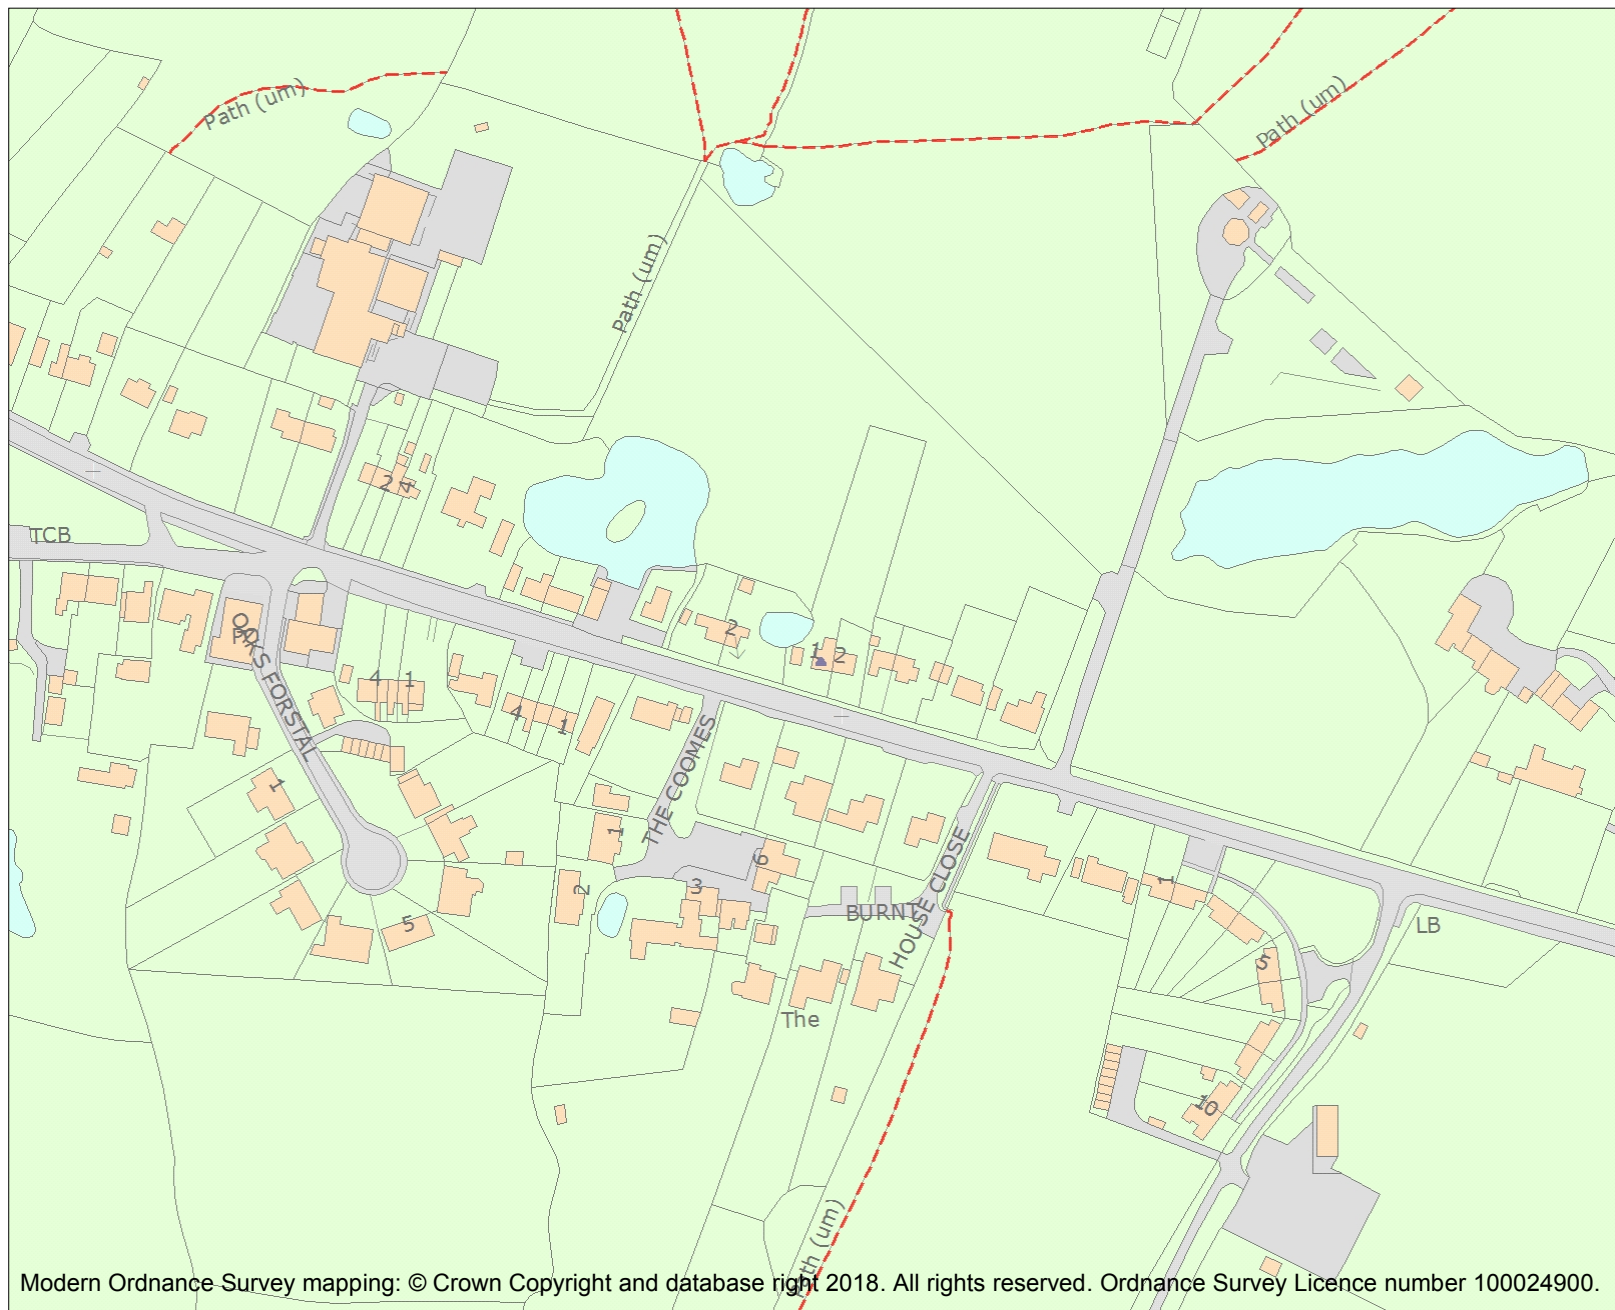 Path (um)
Path (um)
Path (um)
TCB
2
4
OAKS FORSTAL
2
1
2
4
1
4
1
THE COOMES
1
1
6
2
3
5
BURNT
HOUSE CLOSE
1
LB
5
The
10
Path (um)
Modern Ordnance Survey mapping: © Crown Copyright and database right 2018. All rights reserved. Ordnance Survey Licence number 100024900.